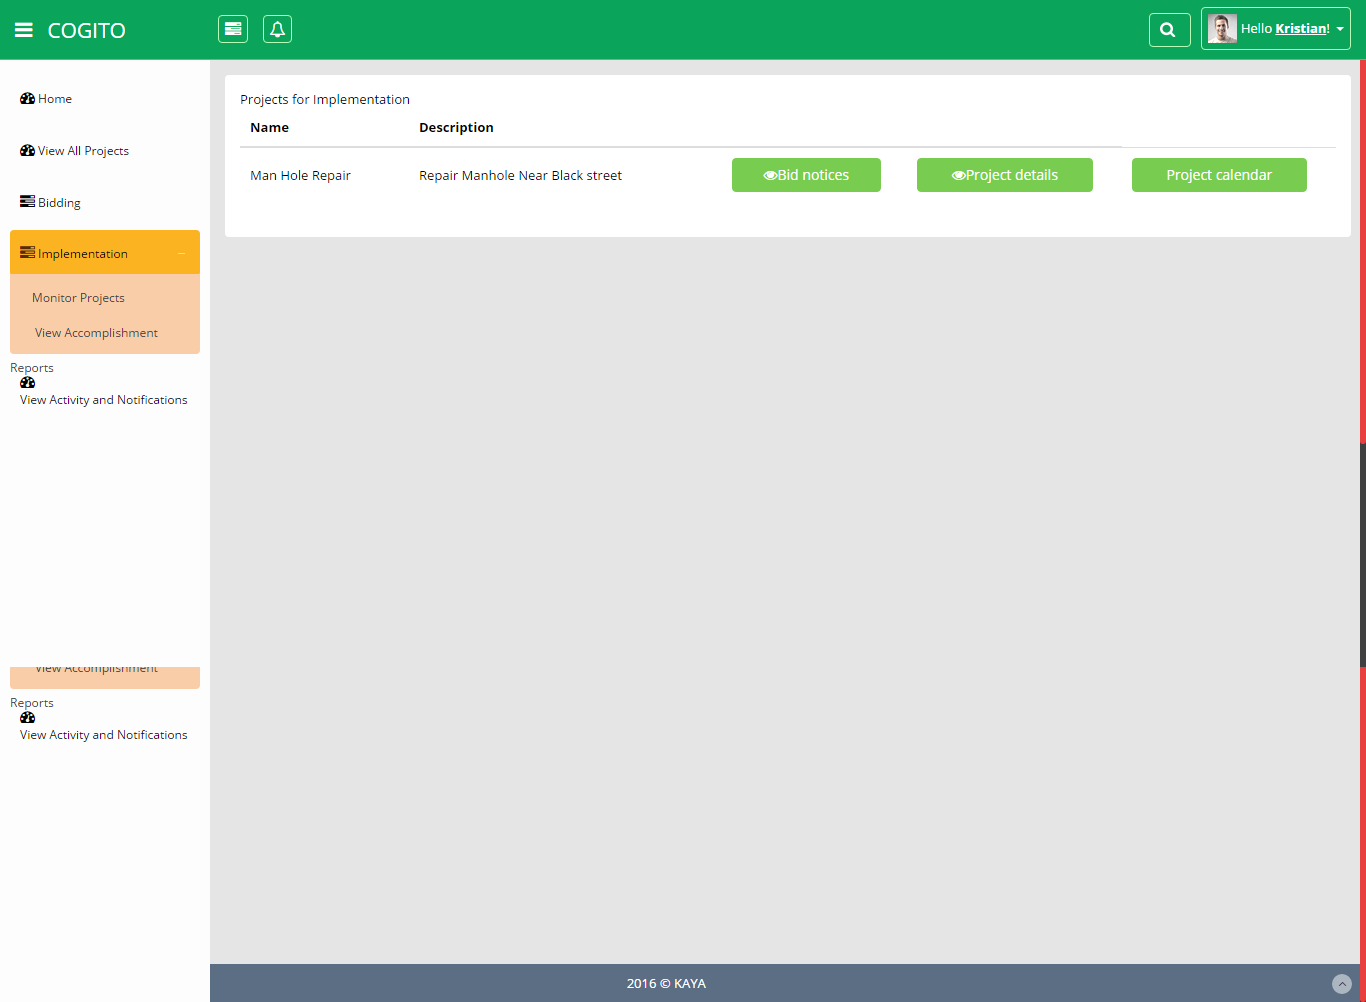 COGITO
Hello Kristian!
Home
View All Projects
Bidding
Implementation
Monitor Projects
View Accomplishment
Reports
View Activity and Notifications
Projects for Implementation
Name Description
Man Hole Repair Repair Manhole Near Black street Bid notices Project details Project calendar
View Accomplishment
Reports
View Activity and Notifications
2016 © KAYA